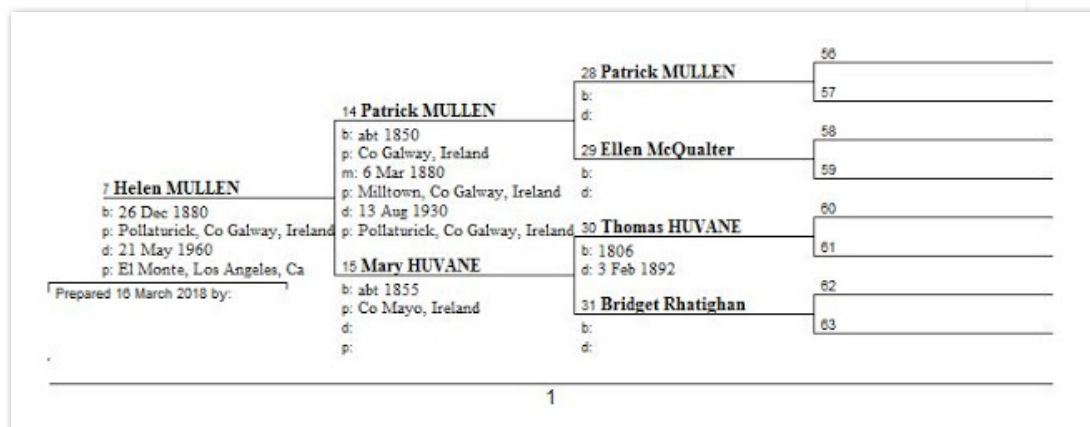 56
28 Patrick MULLEN
b:
d:
57
14 Patrick MULLEN
b: abt 1850
p: Co Galway, Ireland
m: 6 Mar 1880
p: Milltown, Co Galway, Ireland
d: 13 Aug 1930
p: Pollaturick, Co Galway, Ireland
58
29 Ellen McQualter
b:
d:
59
7 Helen MULLEN
b: 26 Dec 1880
p: Pollaturick, Co Galway, Ireland
d: 21 May 1960
p: El Monte, Los Angeles, Ca
Prepared 16 March 2018 by:
60
30 Thomas HUVANE
b: 1806
d: 3 Feb 1892
61
15 Mary HUVANE
b: abt 1855
p: Co Mayo, Ireland
d:
p:
62
31 Bridget Rhatighan
b:
d:
63
1